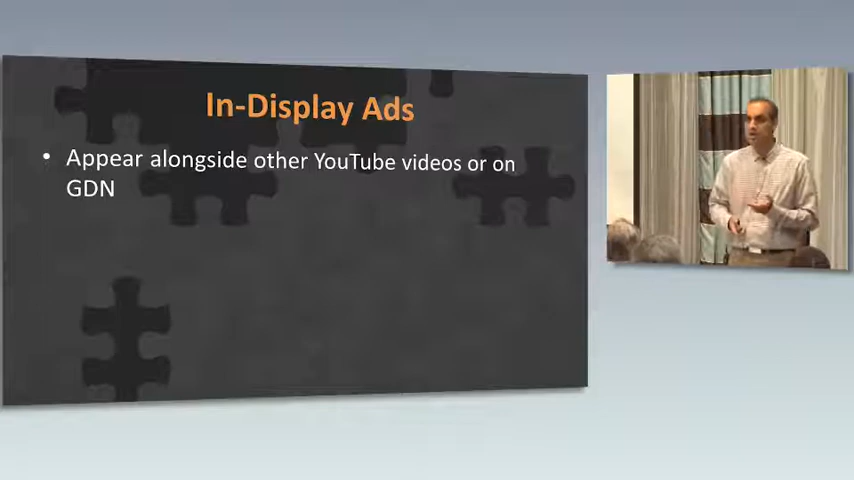 In-Display Ads
• Appear alongside other YouTube videos or on
GDN